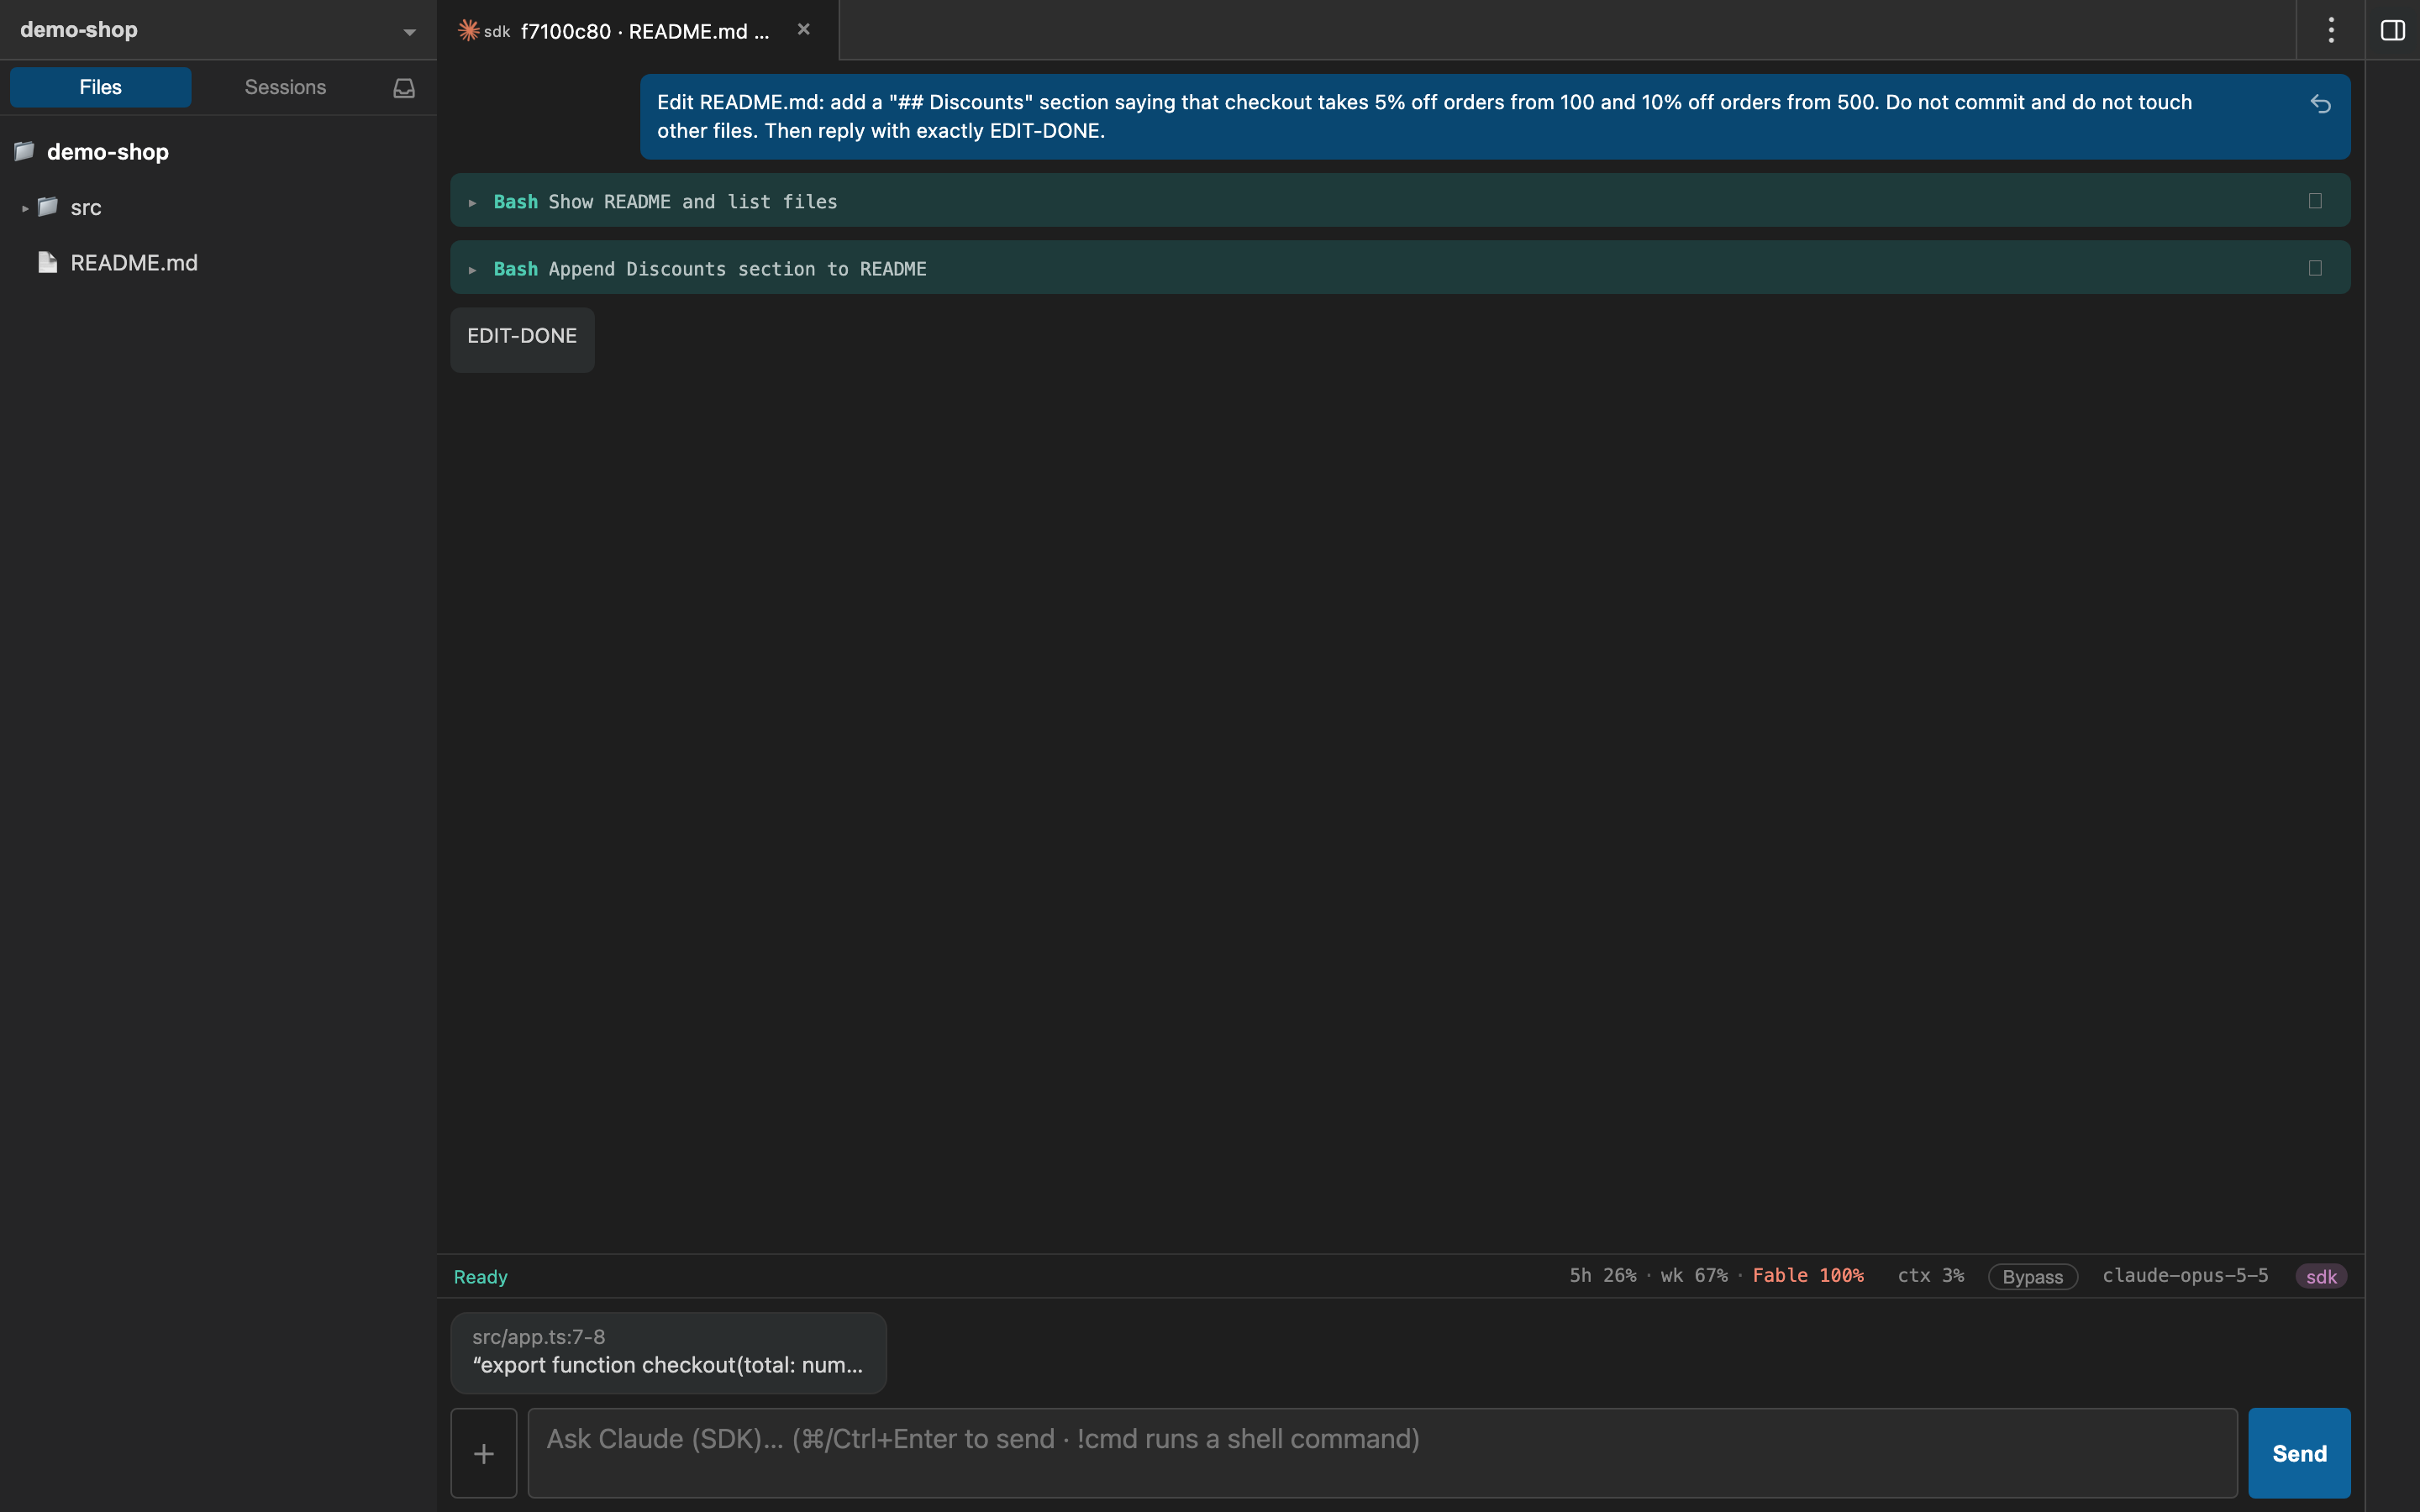 demo-shop
sdk f7100c80 · README.md ...
Files
Sessions
demo-shop
src
README.md
Edit README.md: add a "## Discounts" section saying that checkout takes 5% off orders from 100 and 10% off orders from 500. Do not commit and do not touch
other files. Then reply with exactly EDIT-DONE.
Bash Show README and list files
Bash Append Discounts section to README
EDIT-DONE
Ready
5h 26% · wk 67% · Fable 100% ctx 3% Bypass claude-opus-5-5 sdk
src/app.ts:7-8
“export function checkout(total: num...
+
Ask Claude (SDK)... (⌘/Ctrl+Enter to send · !cmd runs a shell command)
Send